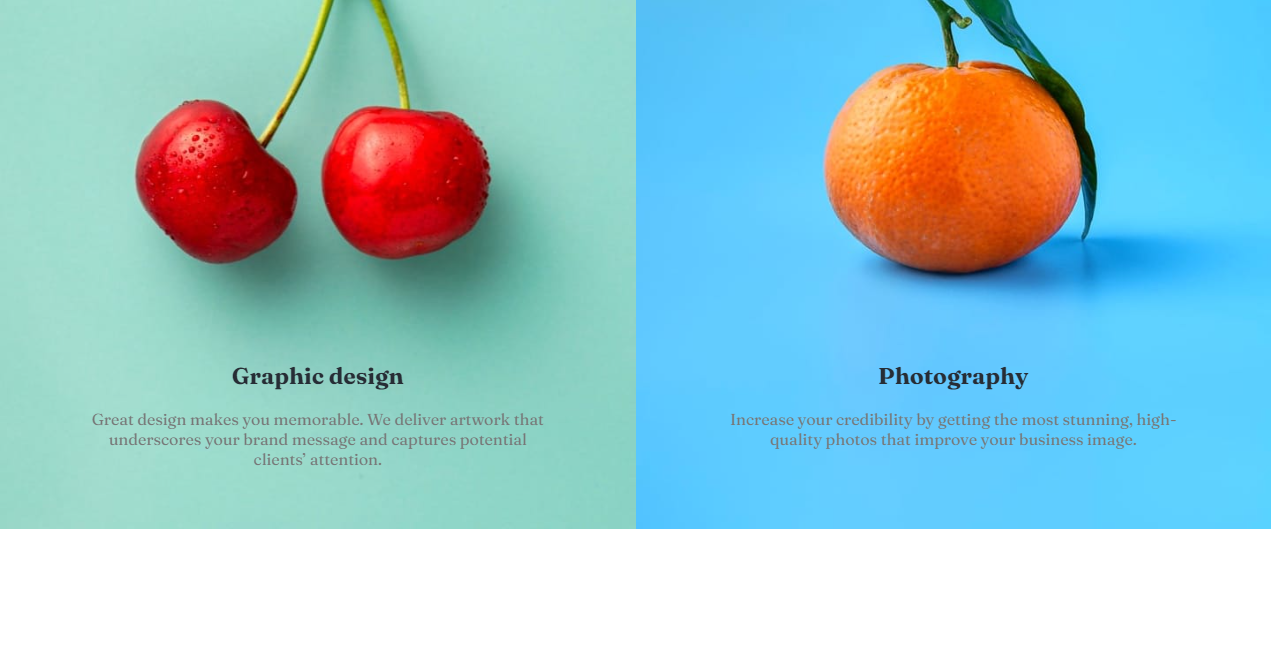 Graphic design
Great design makes you memorable. We deliver artwork that
underscores your brand message and captures potential
clients’ attention.
Photography
Increase your credibility by getting the most stunning, high-
quality photos that improve your business image.